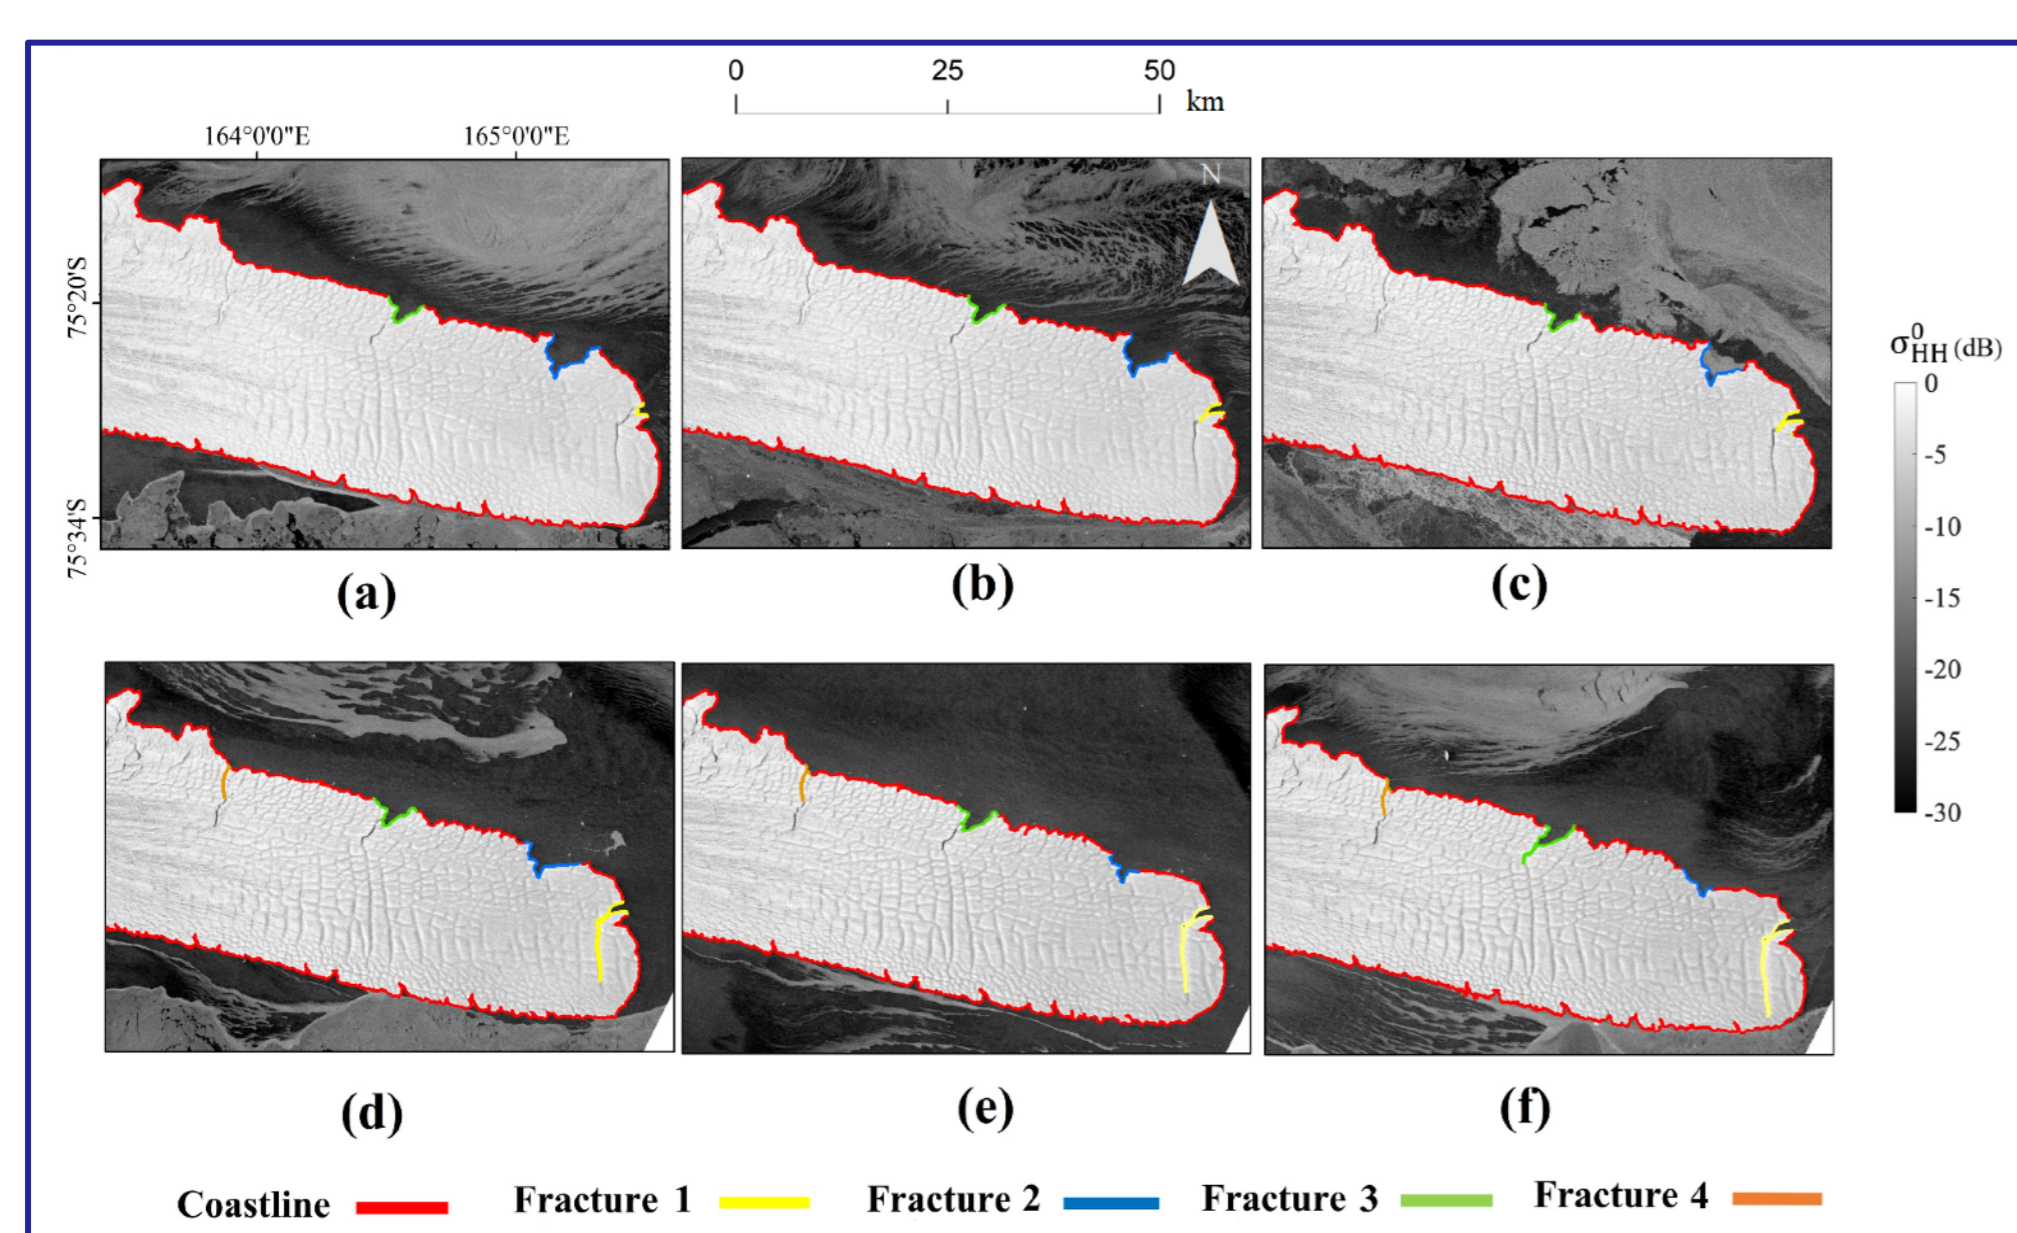 0 25 50
km
164°0'0"E 165°0'0"E
N
75°20'S
75°34'S
σ⁰HH (dB)
0
-5
-10
-15
-20
-25
-30
(a) (b) (c)
(d) (e) (f)
Coastline Fracture 1 Fracture 2 Fracture 3 Fracture 4